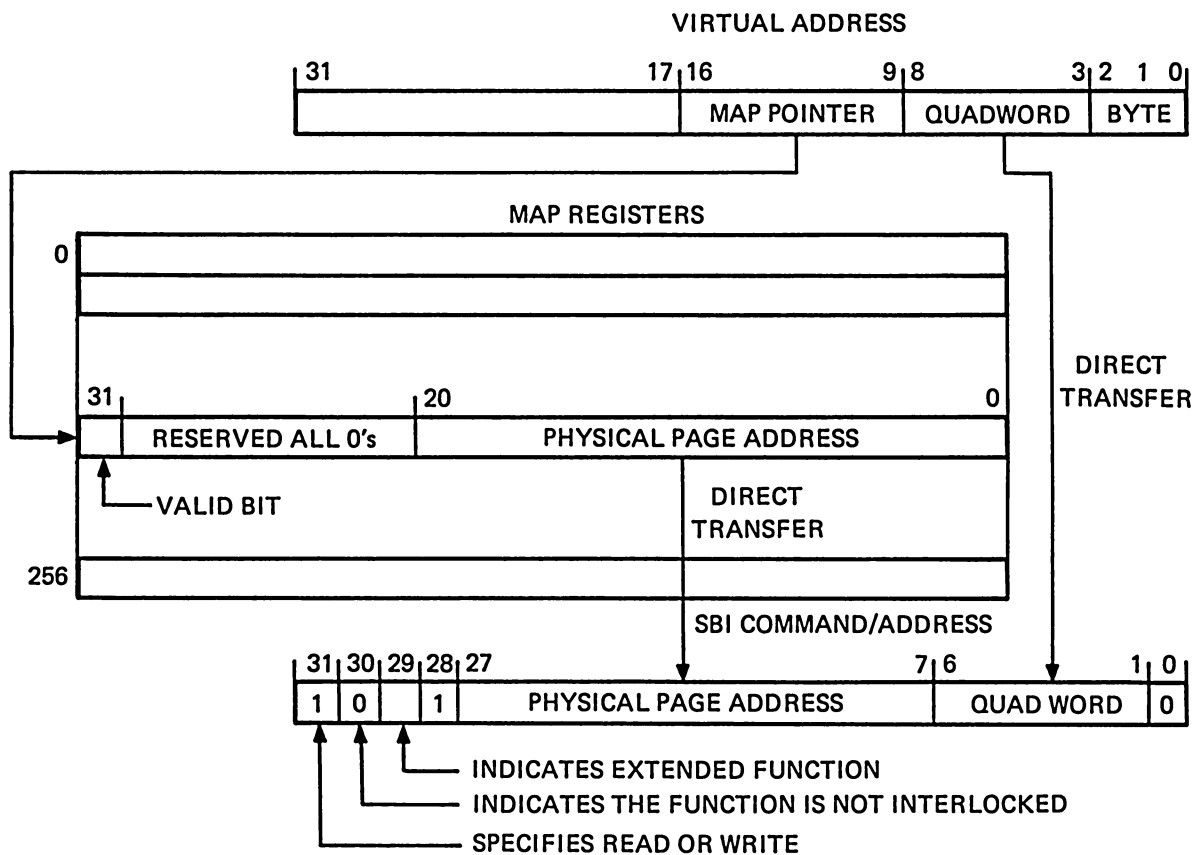 VIRTUAL ADDRESS
31 17 16 9 8 3 2 1 0
MAP POINTER QUADWORD BYTE
MAP REGISTERS
0
DIRECT
TRANSFER
31 20 0
RESERVED ALL 0's PHYSICAL PAGE ADDRESS
VALID BIT
DIRECT
TRANSFER
256
SBI COMMAND/ADDRESS
31 30 29 28 27 7 6 1 0
1 0 1 PHYSICAL PAGE ADDRESS QUAD WORD 0
INDICATES EXTENDED FUNCTION
INDICATES THE FUNCTION IS NOT INTERLOCKED
SPECIFIES READ OR WRITE